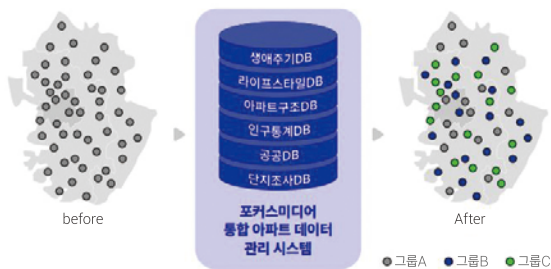 생애주기DB
라이프스타일DB
아파트구조DB
인구통계DB
공공DB
단지조사DB
포커스미디어
통합 아파트 데이터
관리 시스템
before
After
그룹A 그룹B 그룹C